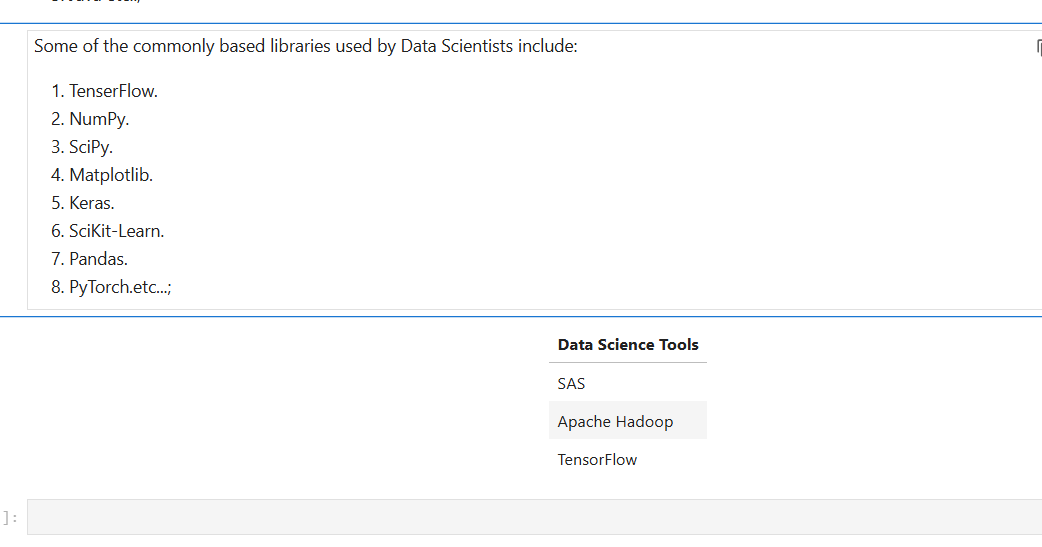 Some of the commonly based libraries used by Data Scientists include:
1. TenserFlow.
2. NumPy.
3. SciPy.
4. Matplotlib.
5. Keras.
6. SciKit-Learn.
7. Pandas.
8. PyTorch.etc...;
Data Science Tools
SAS
Apache Hadoop
TensorFlow
]: